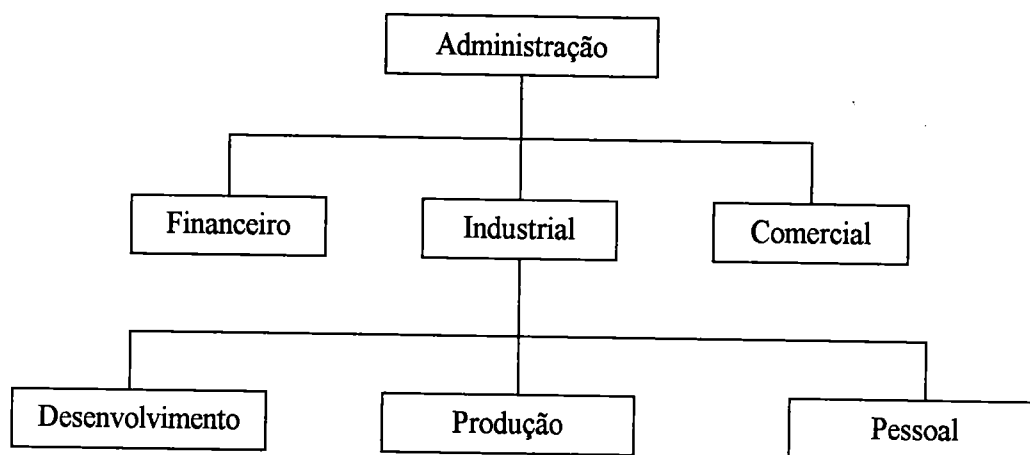 Administração
Financeiro
Industrial
Comercial
Desenvolvimento
Produção
Pessoal